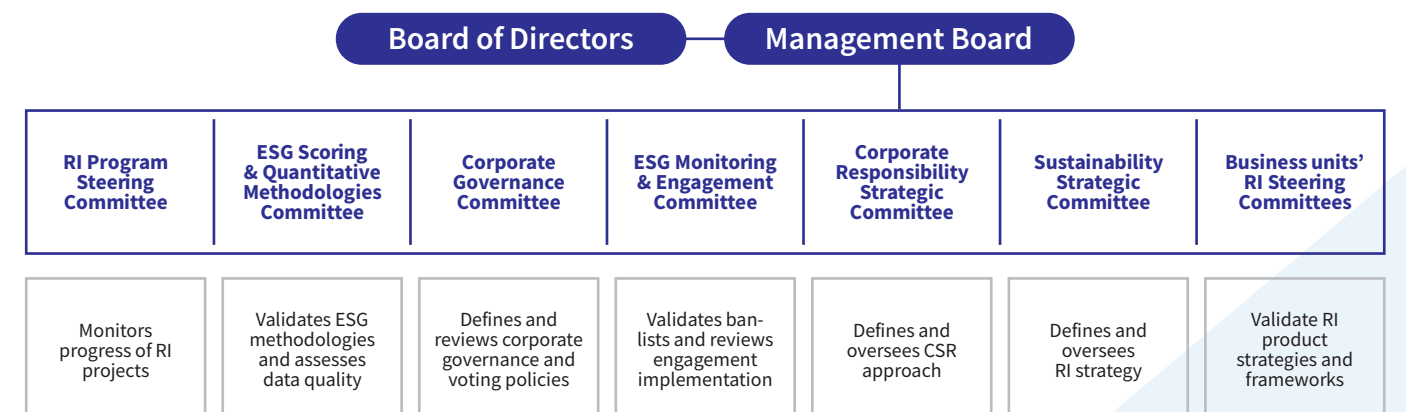 Board of Directors
Management Board
RI Program
Steering
Committee
ESG Scoring
& Quantitative
Methodologies
Committee
Corporate
Governance
Committee
ESG Monitoring
& Engagement
Committee
Corporate
Responsibility
Strategic
Committee
Sustainability
Strategic
Committee
Business units’
RI Steering
Committees
Monitors
progress of RI
projects
Validates ESG
methodologies
and assesses
data quality
Defines and
reviews corporate
governance and
voting policies
Validates ban-
lists and reviews
engagement
implementation
Defines and
oversees CSR
approach
Defines and
oversees
RI strategy
Validate RI
product
strategies and
frameworks